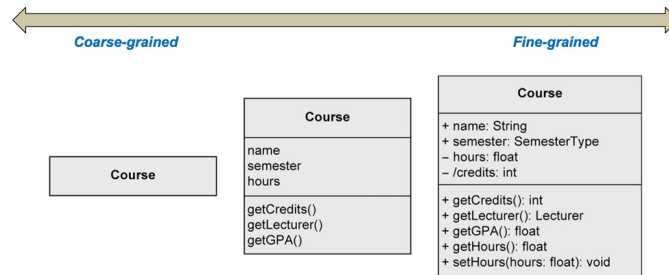 Coarse-grained
Fine-grained
Course
Course
name
semester
hours
getCredits()
getLecturer()
getGPA()
Course
+ name: String
+ semester: SemesterType
– hours: float
– /credits: int
+ getCredits(): int
+ getLecturer(): Lecturer
+ getGPA(): float
+ getHours(): float
+ setHours(hours: float): void